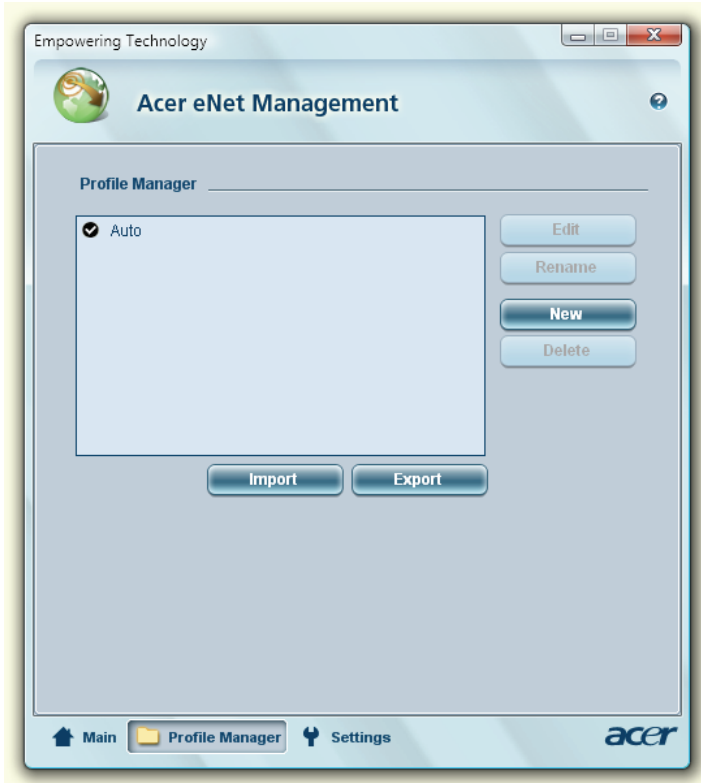 Empowering Technology
Acer eNet Management
Profile Manager
Auto
Edit
Rename
New
Delete
Import Export
Main Profile Manager Settings acer